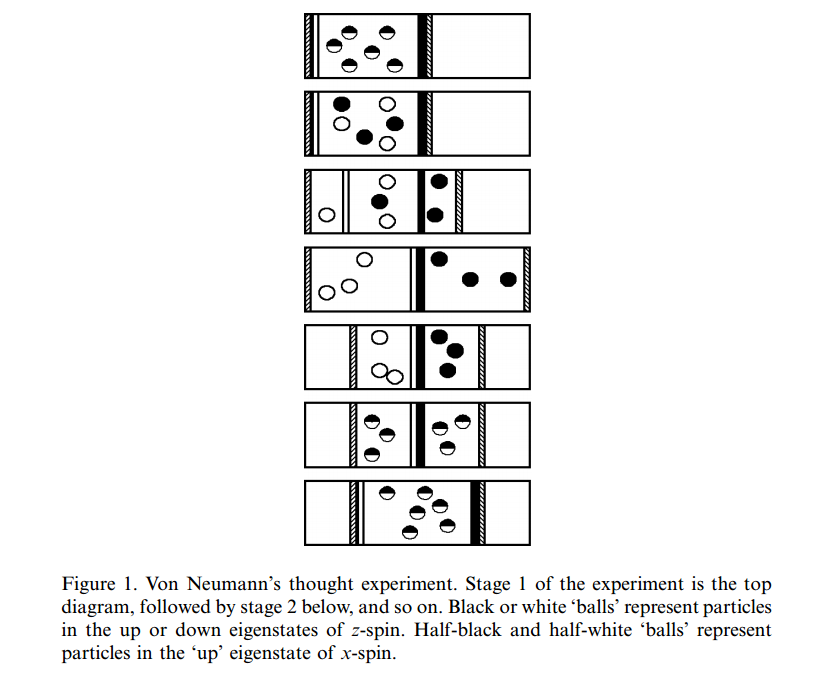 Figure 1. Von Neumann’s thought experiment. Stage 1 of the experiment is the top
diagram, followed by stage 2 below, and so on. Black or white ‘balls’ represent particles
in the up or down eigenstates of z-spin. Half-black and half-white ‘balls’ represent
particles in the ‘up’ eigenstate of x-spin.